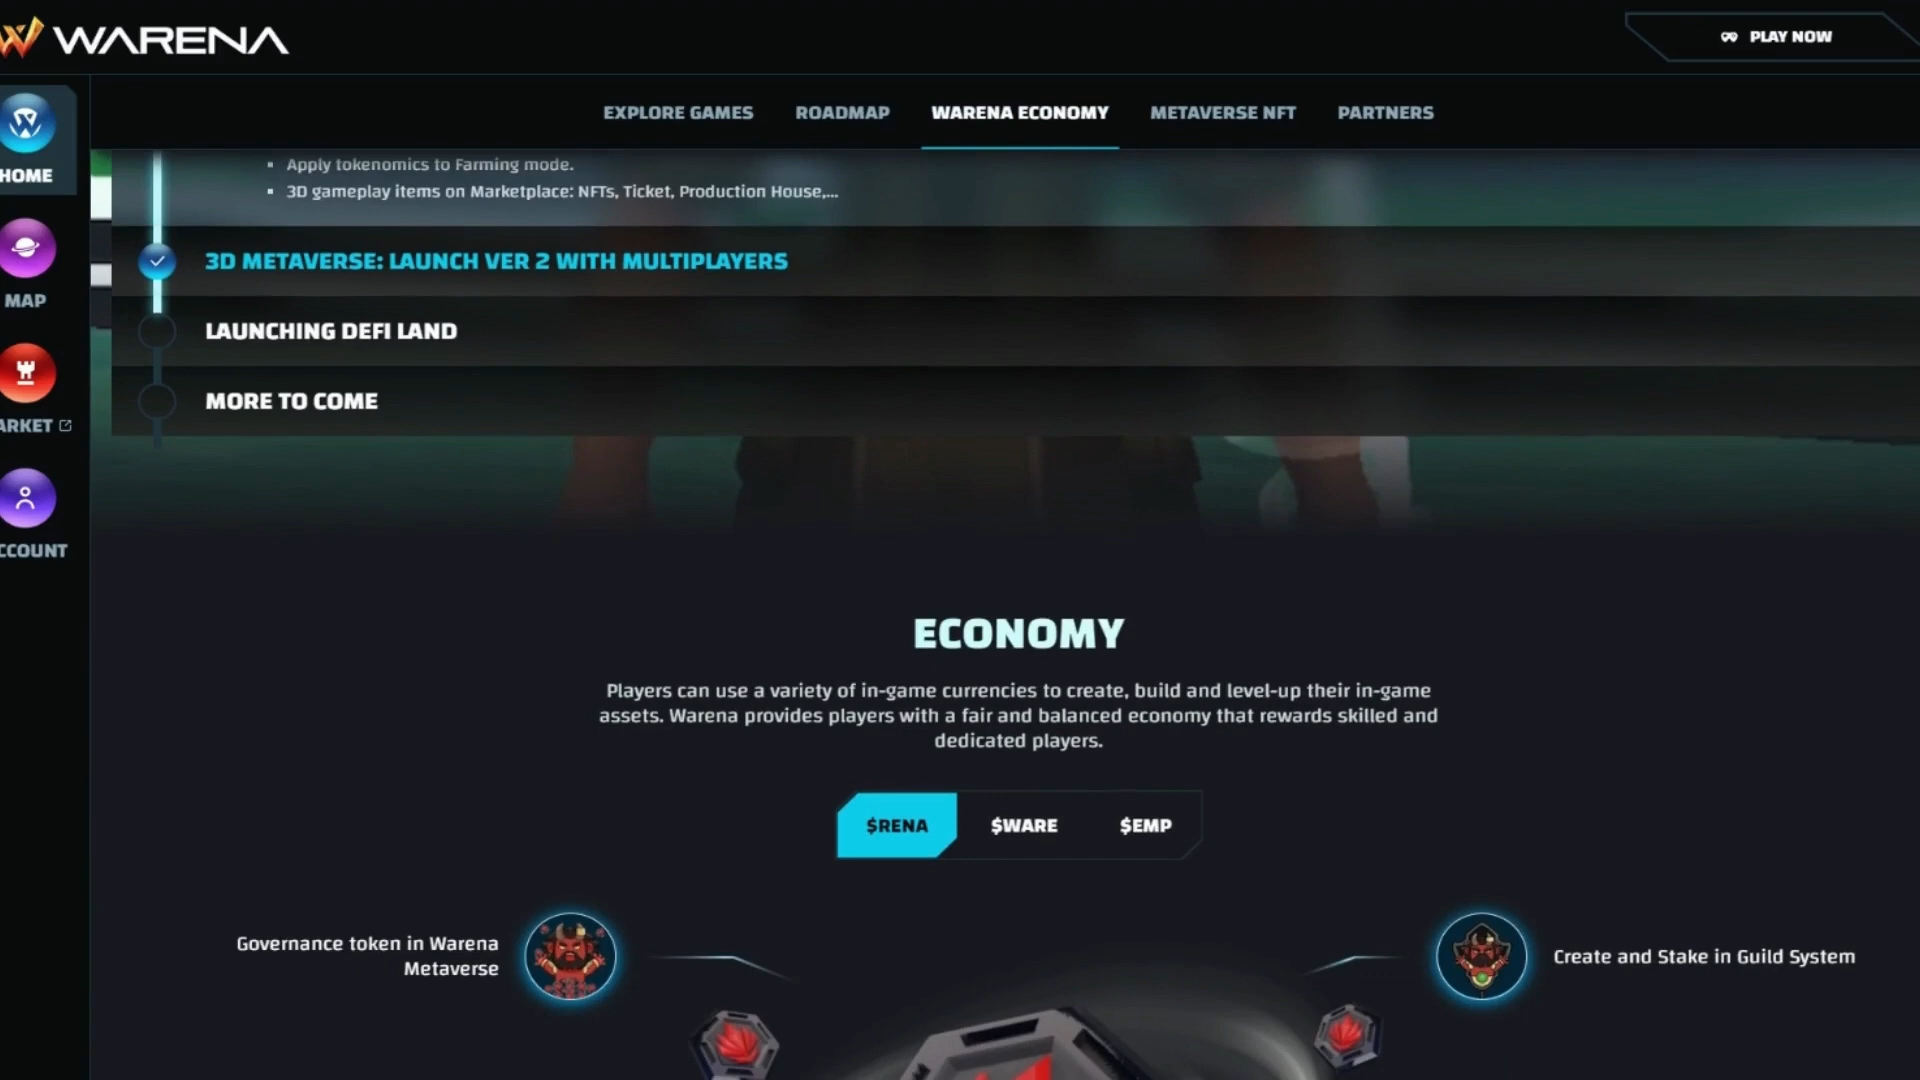 WARENA
PLAY NOW
EXPLORE GAMES
ROADMAP
WARENA ECONOMY
METAVERSE NFT
PARTNERS
HOME
MAP
ARKET
CCOUNT
Apply tokenomics to Farming mode.
3D gameplay items on Marketplace: NFTs, Ticket, Production House,...
3D METAVERSE: LAUNCH VER 2 WITH MULTIPLAYERS
LAUNCHING DEFI LAND
MORE TO COME
ECONOMY
Players can use a variety of in-game currencies to create, build and level-up their in-game
assets. Warena provides players with a fair and balanced economy that rewards skilled and
dedicated players.
$RENA
$WARE
$EMP
Governance token in Warena
Metaverse
Create and Stake in Guild System